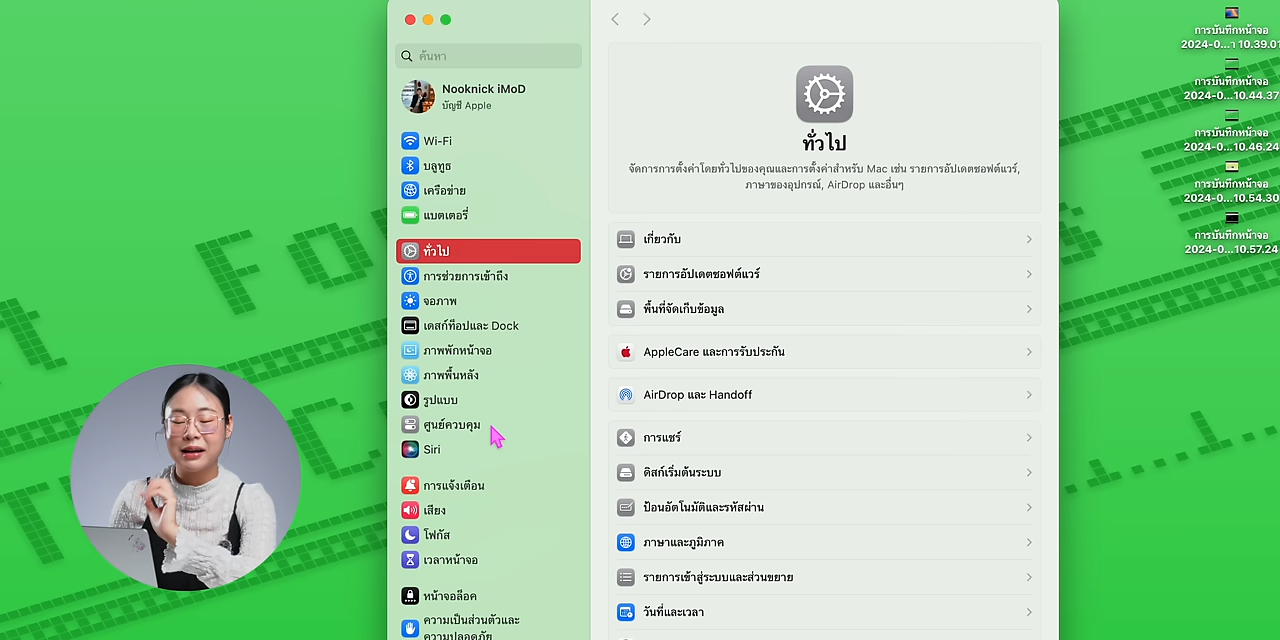 ค้นหา
Nooknick iMoD
บัญชี Apple
Wi-Fi
บลูทูธ
เครือข่าย
แบตเตอรี่
ทั่วไป
การช่วยการเข้าถึง
จอภาพ
เดสก์ท็อปและ Dock
ภาพพักหน้าจอ
ภาพพื้นหลัง
รูปแบบ
ศูนย์ควบคุม
Siri
การแจ้งเตือน
เสียง
โฟกัส
เวลาหน้าจอ
หน้าจอล็อค
ความเป็นส่วนตัวและ
ความปลอดภัย
ทั่วไป
จัดการการตั้งค่าโดยทั่วไปของคุณและการตั้งค่าสำหรับ Mac เช่น รายการอัปเดตซอฟต์แวร์,
ภาษาของอุปกรณ์, AirDrop และอื่นๆ
เกี่ยวกับ
รายการอัปเดตซอฟต์แวร์
พื้นที่จัดเก็บข้อมูล
AppleCare และการรับประกัน
AirDrop และ Handoff
การแชร์
ดิสก์เริ่มต้นระบบ
ป้อนอัตโนมัติและรหัสผ่าน
ภาษาและภูมิภาค
รายการเข้าสู่ระบบและส่วนขยาย
วันที่และเวลา
การบันทึกหน้าจอ
2024-0...า 10.39.01
การบันทึกหน้าจอ
2024-0...10.44.37
การบันทึกหน้าจอ
2024-0...10.46.24
การบันทึกหน้าจอ
2024-0...10.54.30
การบันทึกหน้าจอ
2024-0...10.57.24